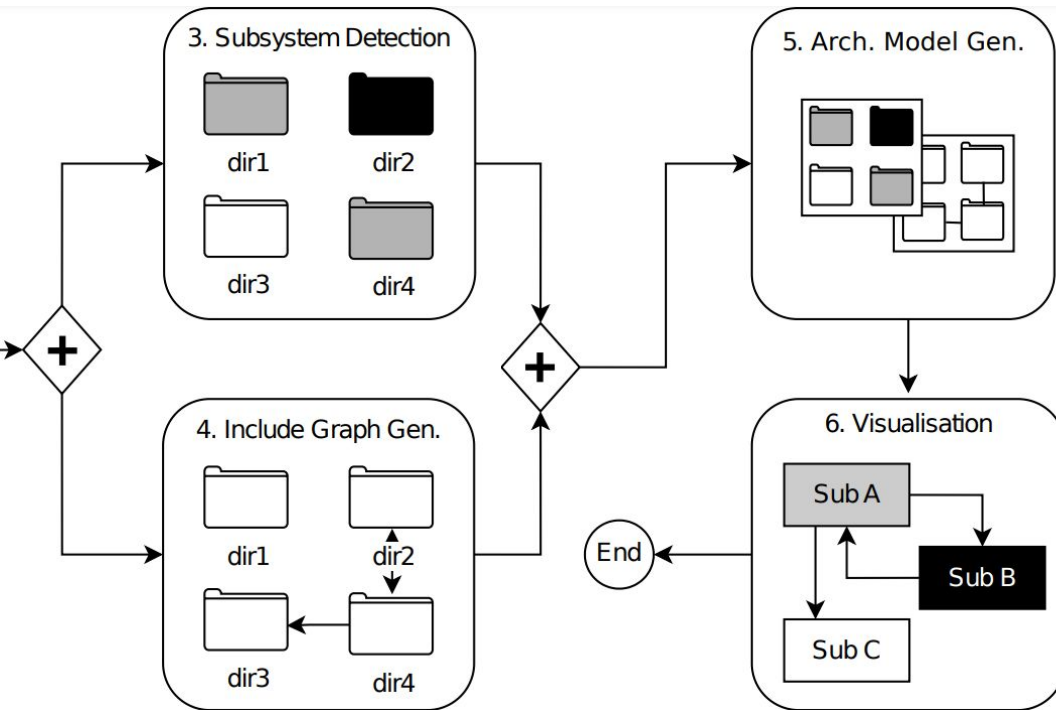 3. Subsystem Detection
dir1
dir2
dir3
dir4
+
4. Include Graph Gen.
dir1
dir2
dir3
dir4
+
5. Arch. Model Gen.
6. Visualisation
Sub A
Sub B
Sub C
End